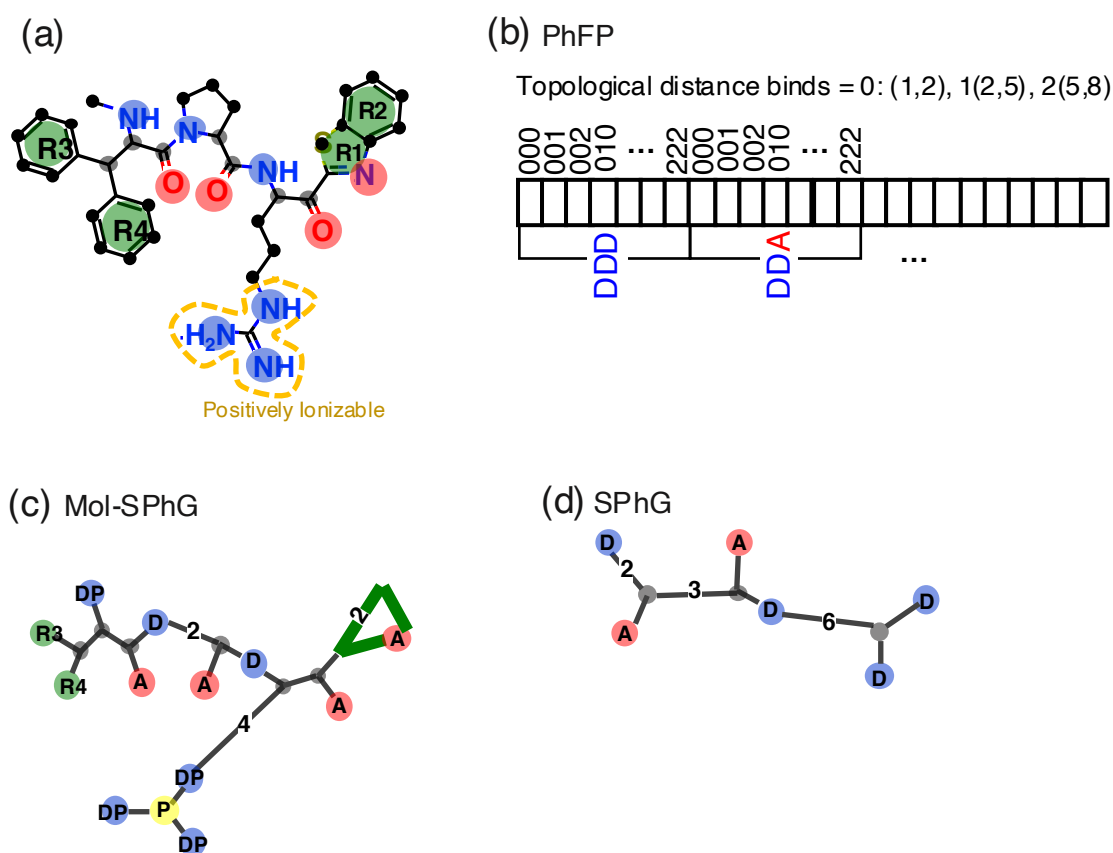 (a)
NH
N
R3
R4
O
O
NH
O
S
R1
R2
N
NH
H2N
NH
Positively Ionizable
(b) PhFP
Topological distance binds = 0: (1,2), 1(2,5), 2(5,8)
000 001 002 010 ... 222 000 001 002 010 ... 222
DDD DDA ...
(c) Mol-SPhG
DP
R3
R4
D
2
A
A
D
2
A
A
4
DP
DP
P
DP
(d) SPhG
D
2
A
3
A
D
6
D
D